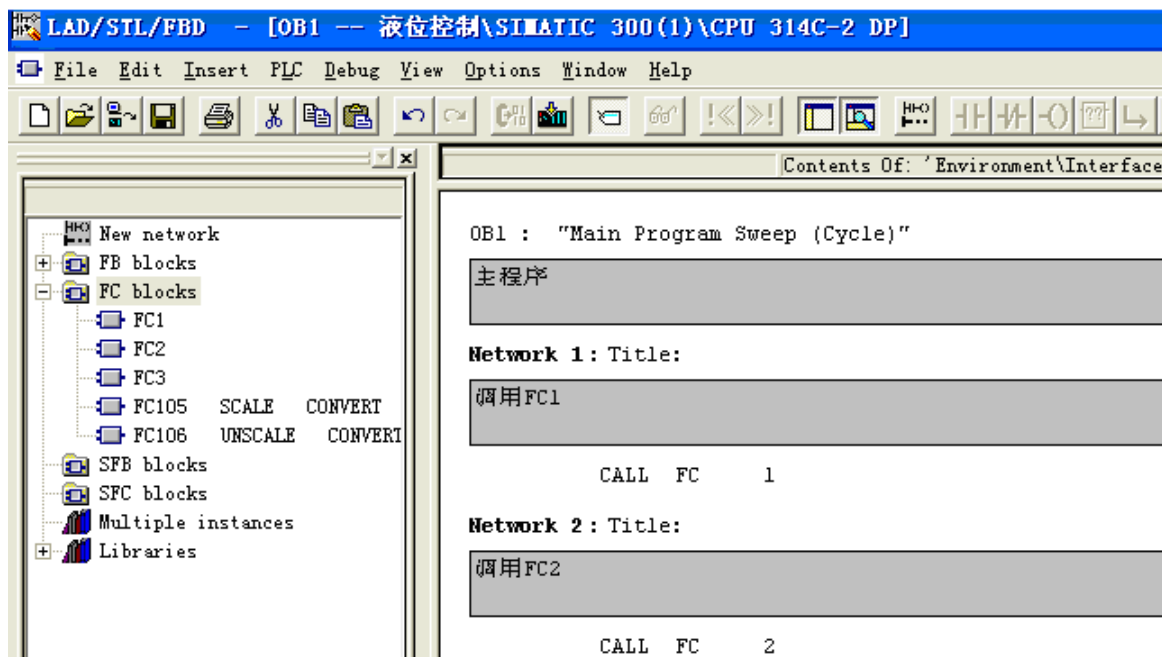 LAD/STL/FBD - [OB1 -- 液位控制\SIMATIC 300(1)\CPU 314C-2 DP]
File Edit Insert PLC Debug View Options Window Help
Contents Of: 'Environment\Interface
New network
FB blocks
FC blocks
FC1
FC2
FC3
FC105 SCALE CONVERT
FC106 UNSCALE CONVERT
SFB blocks
SFC blocks
Multiple instances
Libraries
OB1 : "Main Program Sweep (Cycle)"
主程序
Network 1: Title:
调用FC1
CALL FC 1
Network 2: Title:
调用FC2
CALL FC 2